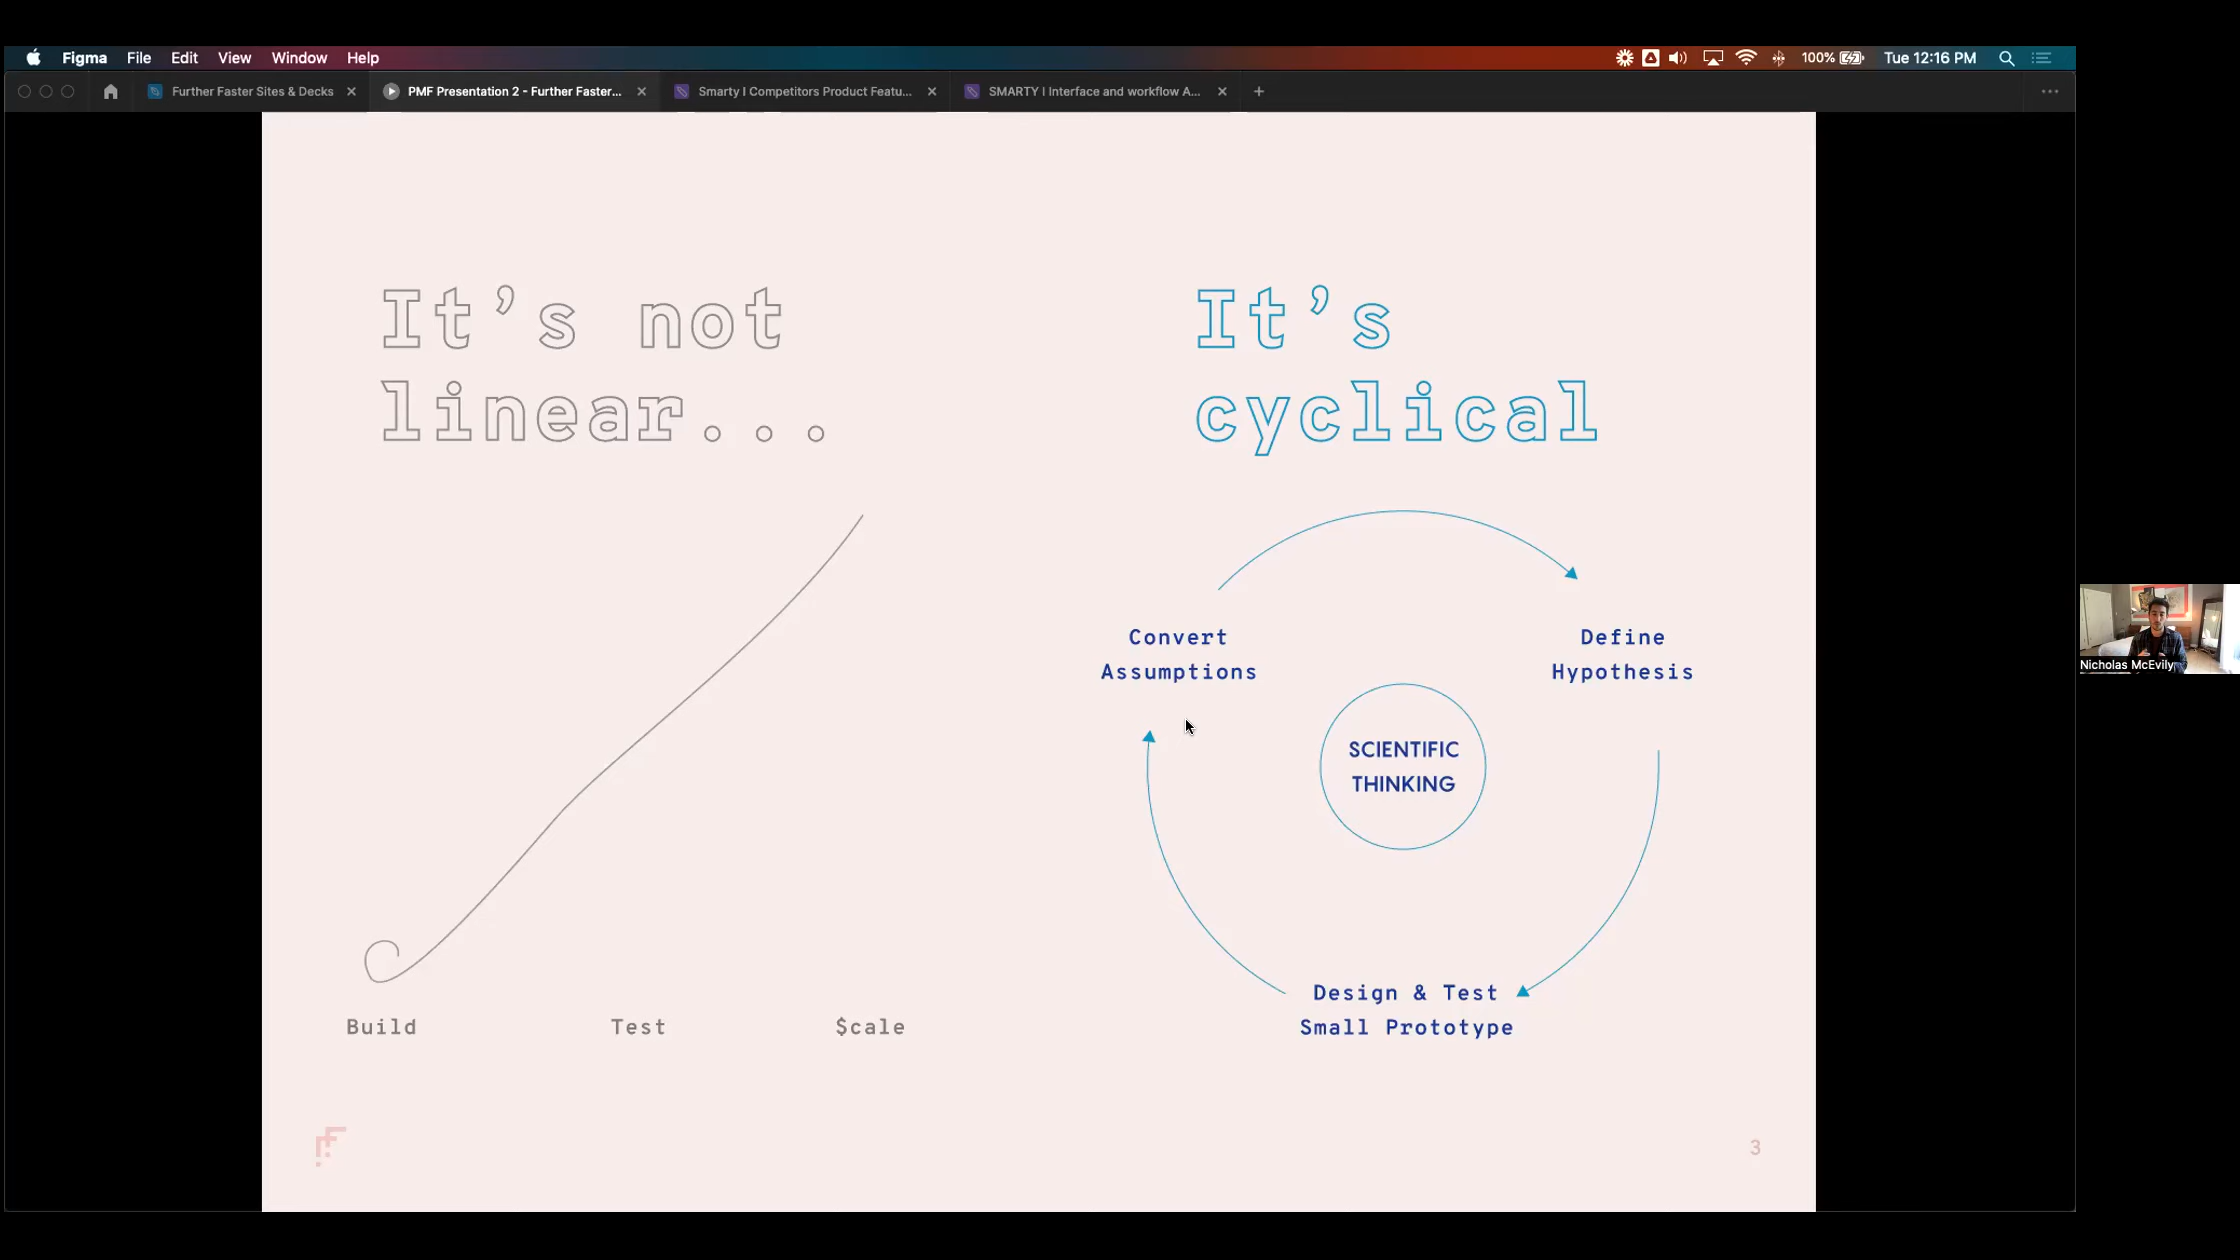 Figma File Edit View Window Help 100% Tue 12:16 PM
Further Faster Sites & Decks PMF Presentation 2 - Further Faster... Smarty | Competitors Product Featu... SMARTY | Interface and workflow A...
It's not
linear...
It's
cyclical
Convert
Assumptions
Define
Hypothesis
SCIENTIFIC
THINKING
Design & Test
Small Prototype
Build Test $cale
3
Nicholas McEvily